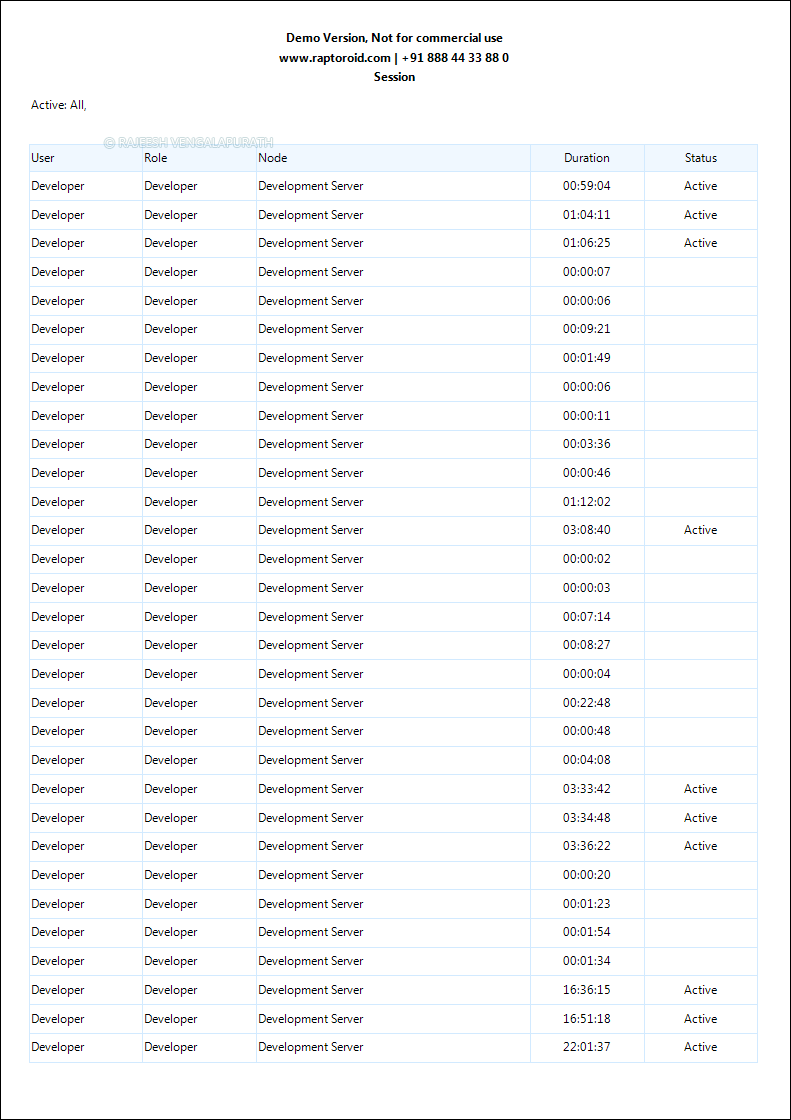 Demo Version, Not for commercial use
www.raptoroid.com | +91 888 44 33 88 0
Session
Active: All,
© RAJEESH VENGALAPURATH
User Role Node Duration Status
Developer Developer Development Server 00:59:04 Active
Developer Developer Development Server 01:04:11 Active
Developer Developer Development Server 01:06:25 Active
Developer Developer Development Server 00:00:07
Developer Developer Development Server 00:00:06
Developer Developer Development Server 00:09:21
Developer Developer Development Server 00:01:49
Developer Developer Development Server 00:00:06
Developer Developer Development Server 00:00:11
Developer Developer Development Server 00:03:36
Developer Developer Development Server 00:00:46
Developer Developer Development Server 01:12:02
Developer Developer Development Server 03:08:40 Active
Developer Developer Development Server 00:00:02
Developer Developer Development Server 00:00:03
Developer Developer Development Server 00:07:14
Developer Developer Development Server 00:08:27
Developer Developer Development Server 00:00:04
Developer Developer Development Server 00:22:48
Developer Developer Development Server 00:00:48
Developer Developer Development Server 00:04:08
Developer Developer Development Server 03:33:42 Active
Developer Developer Development Server 03:34:48 Active
Developer Developer Development Server 03:36:22 Active
Developer Developer Development Server 00:00:20
Developer Developer Development Server 00:01:23
Developer Developer Development Server 00:01:54
Developer Developer Development Server 00:01:34
Developer Developer Development Server 16:36:15 Active
Developer Developer Development Server 16:51:18 Active
Developer Developer Development Server 22:01:37 Active